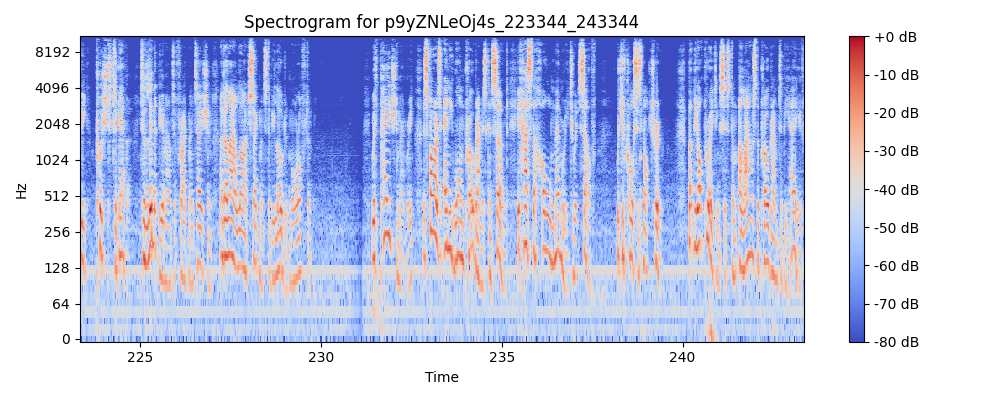 Spectrogram for p9yZNLeOj4s_223344_243344
8192
4096
2048
1024
512
256
128
64
0
Hz
225
230
235
240
Time
+0 dB
-10 dB
-20 dB
-30 dB
-40 dB
-50 dB
-60 dB
-70 dB
-80 dB